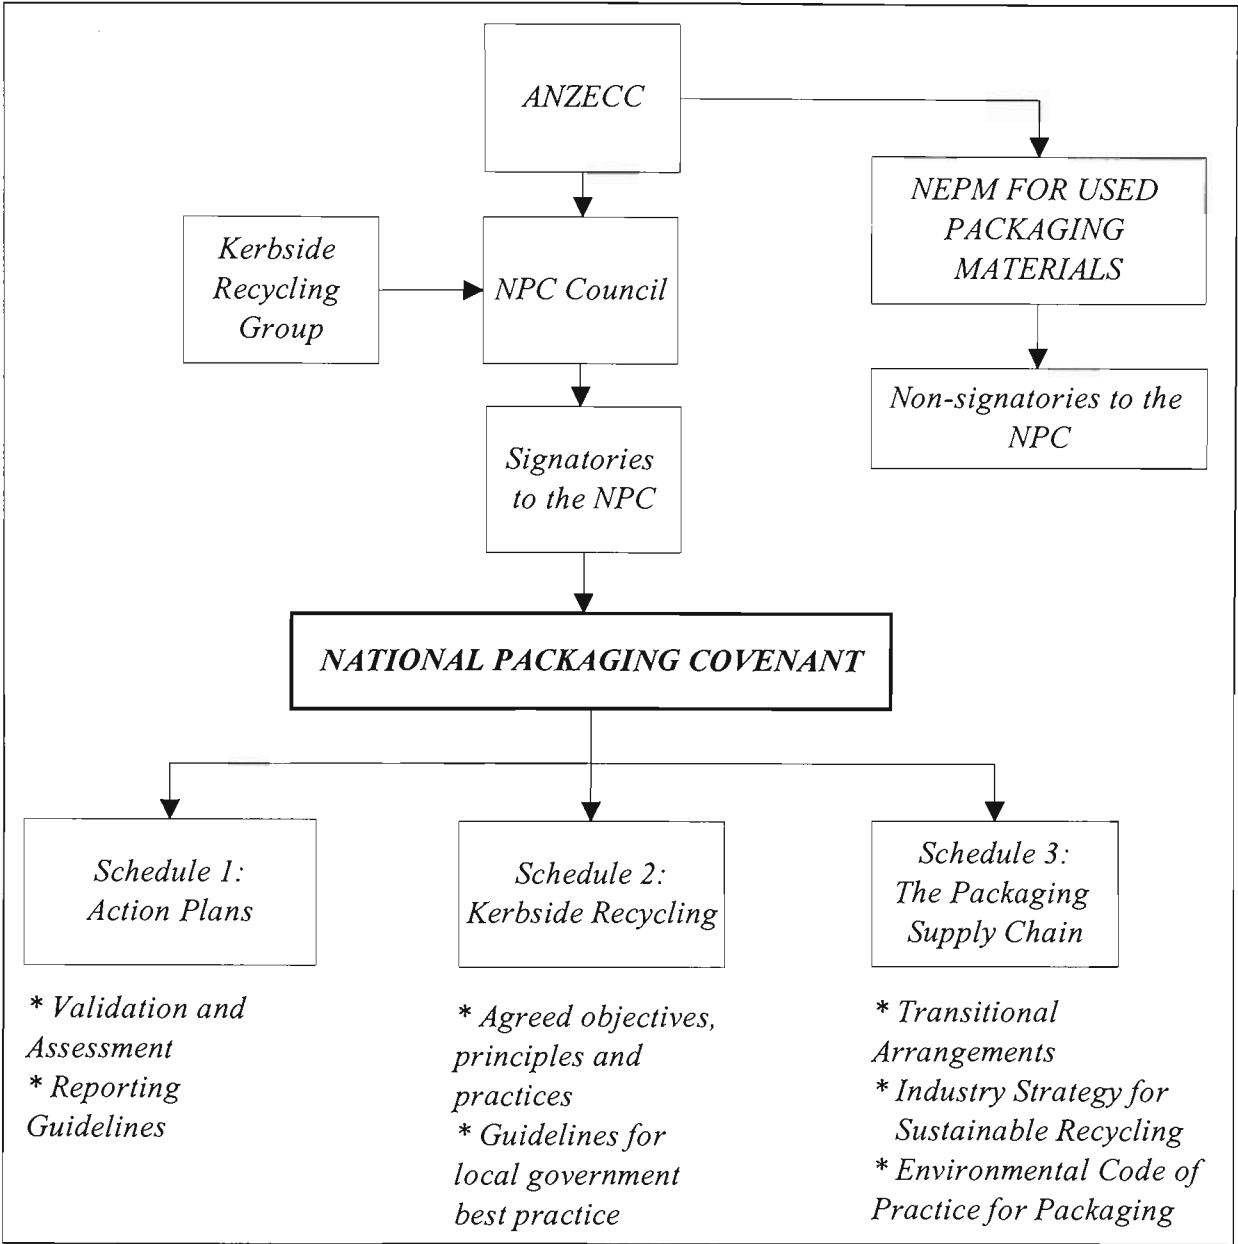 ANZECC
NEPM FOR USED
PACKAGING
MATERIALS
Kerbside
Recycling
Group
NPC Council
Non-signatories to the
NPC
Signatories
to the NPC
NATIONAL PACKAGING COVENANT
Schedule 1:
Action Plans
Schedule 2:
Kerbside Recycling
Schedule 3:
The Packaging
Supply Chain
* Validation and
Assessment
* Reporting
Guidelines
* Agreed objectives,
principles and
practices
* Guidelines for
local government
best practice
* Transitional
Arrangements
* Industry Strategy for
Sustainable Recycling
* Environmental Code of
Practice for Packaging